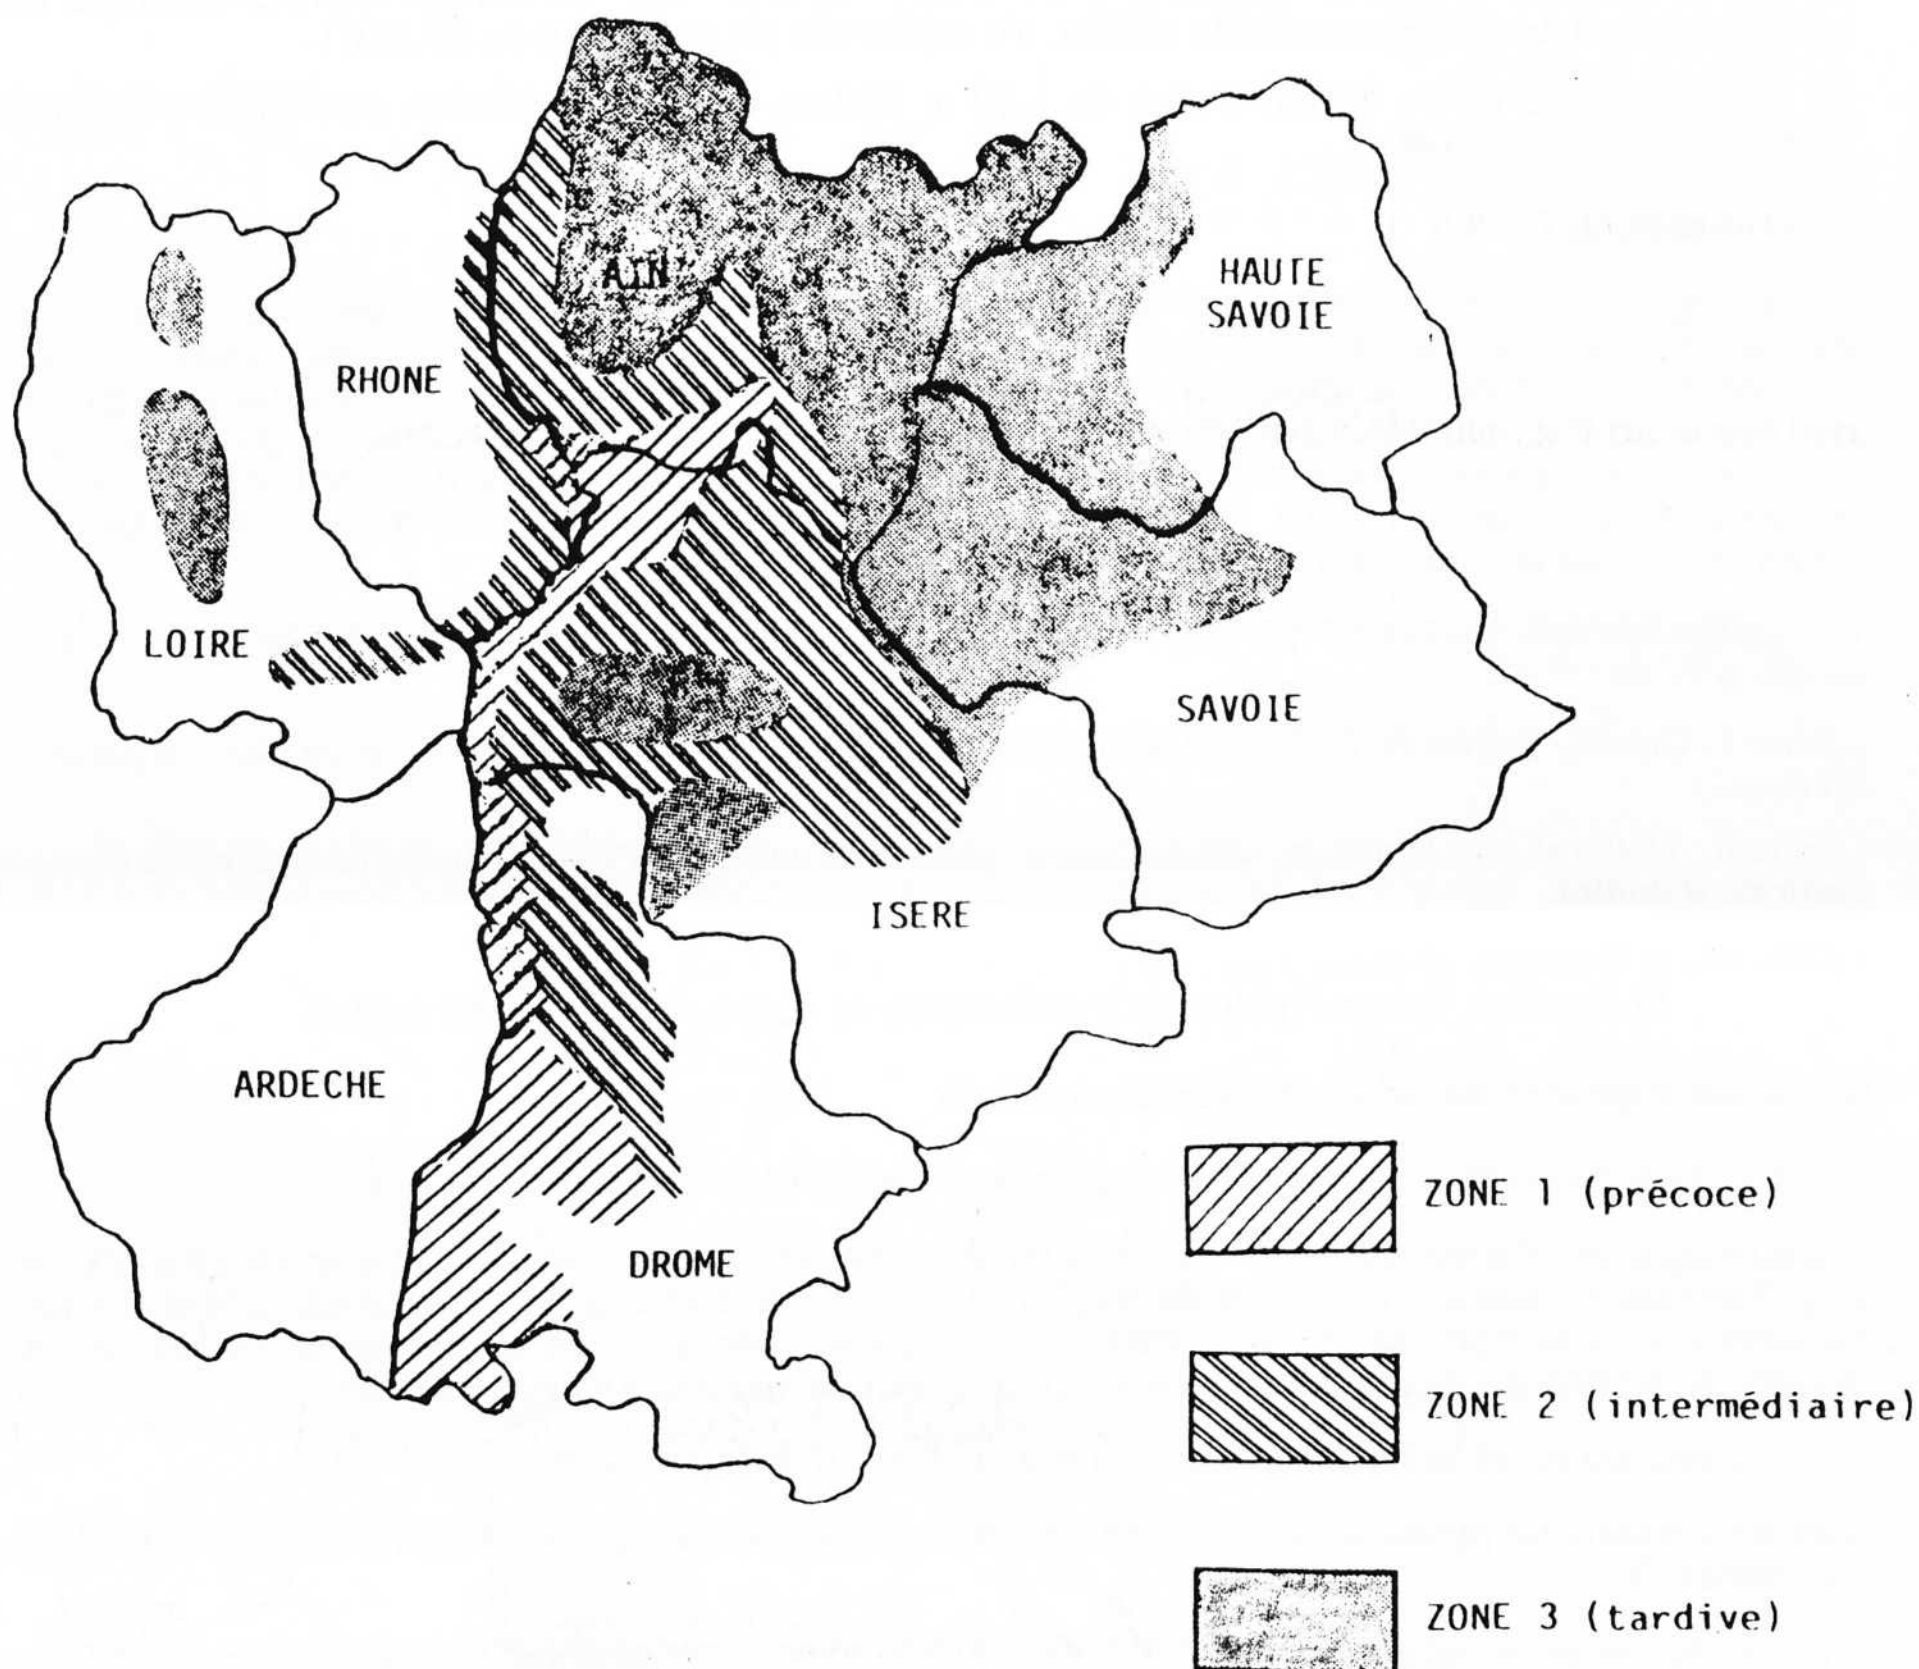 AIN
HAUTE
SAVOIE
RHONE
LOIRE
SAVOIE
ISERE
ARDECHE
DROME
ZONE 1 (précoce)
ZONE 2 (intermédiaire)
ZONE 3 (tardive)